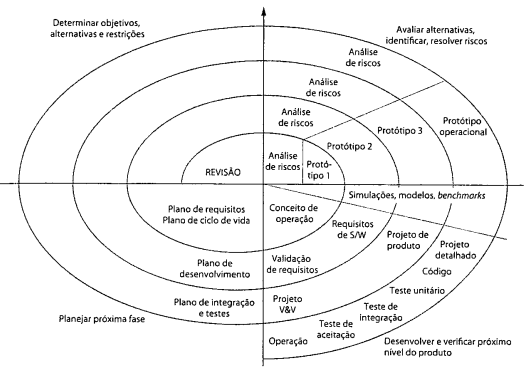 Determinar objetivos,
alternativas e restrições
Avaliar alternativas,
identificar, resolver riscos
Análise
de riscos
Análise
de riscos
Análise
de riscos
Análise
de riscos
Protó-
tipo 1
Protótipo 2
Protótipo 3
Protótipo
operacional
REVISÃO
Simulações, modelos, benchmarks
Plano de requisitos
Plano de ciclo de vida
Conceito de
operação
Requisitos
de S/W
Projeto de
produto
Projeto
detalhado
Código
Teste unitário
Plano de
desenvolvimento
Validação
de requisitos
Plano de integração
e testes
Projeto
V&V
Teste de
integração
Teste de
aceitação
Operação
Planejar próxima fase
Desenvolver e verificar próximo
nível do produto